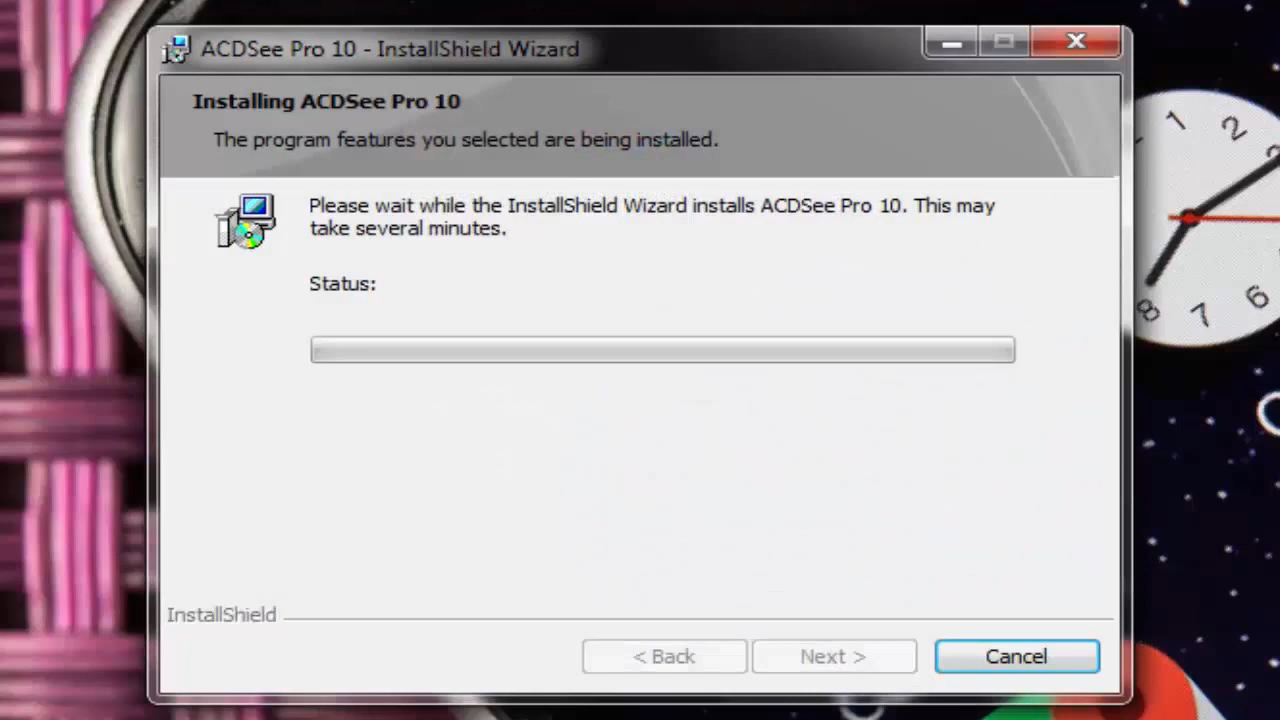 ACDSee Pro 10 - InstallShield Wizard
Installing ACDSee Pro 10
The program features you selected are being installed.
Please wait while the InstallShield Wizard installs ACDSee Pro 10. This may
take several minutes.
Status:
InstallShield
< Back
Next >
Cancel
1
2
8
7
6